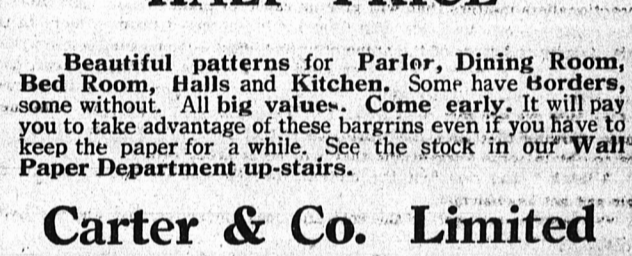 HALF PRICE
Beautiful patterns for Parlor, Dining Room,
Bed Room, Halls and Kitchen. Some have Borders,
some without. All big values. Come early. It will pay
you to take advantage of these bargrins even if you have to
keep the paper for a while. See the stock in our Wall
Paper Department up-stairs.
Carter & Co. Limited